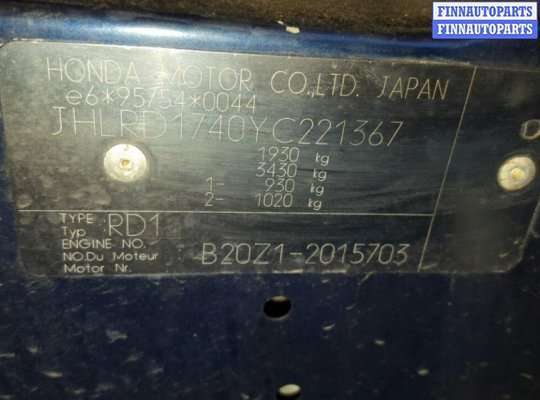 FINNAUTOPARTS
FINNAUTOPARTS
HONDA MOTOR CO.,LTD. JAPAN
e6*95/54*0044
JHLRD1740YC221367
1930 kg
3430 kg
1- 930 kg
2- 1020 kg
TYPE
Typ RD1
ENGINE NO.
NO.Du Moteur B20Z1-2015703
Motor Nr.